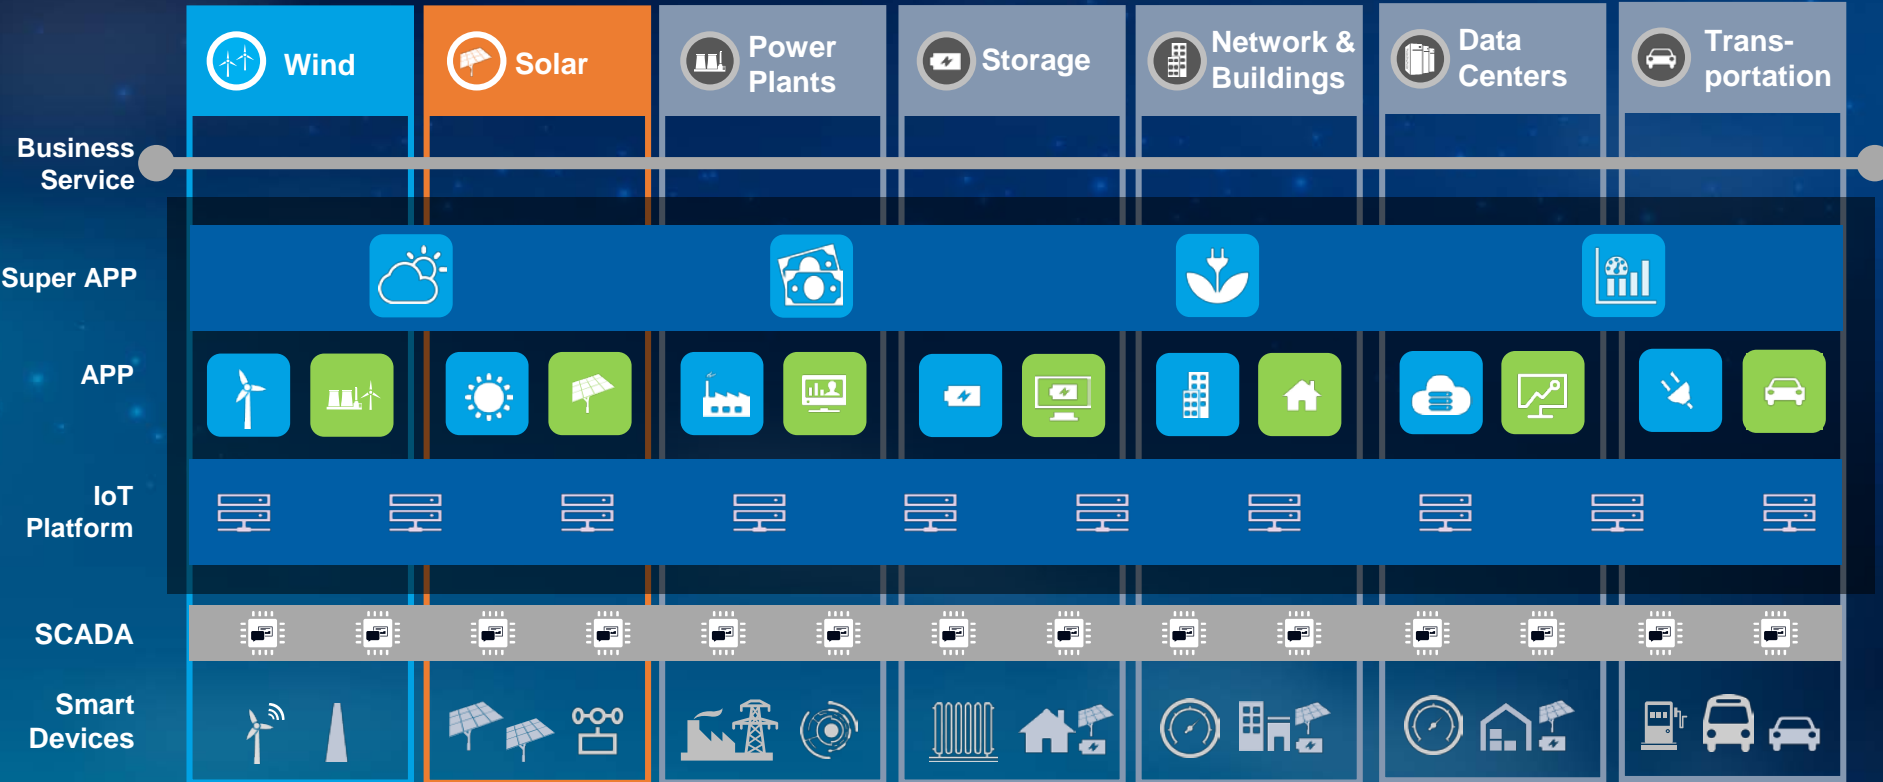 Wind
Solar
Power
Plants
Storage
Network &
Buildings
Data
Centers
Trans-
portation
Business
Service
Super APP
APP
IoT
Platform
SCADA
Smart
Devices